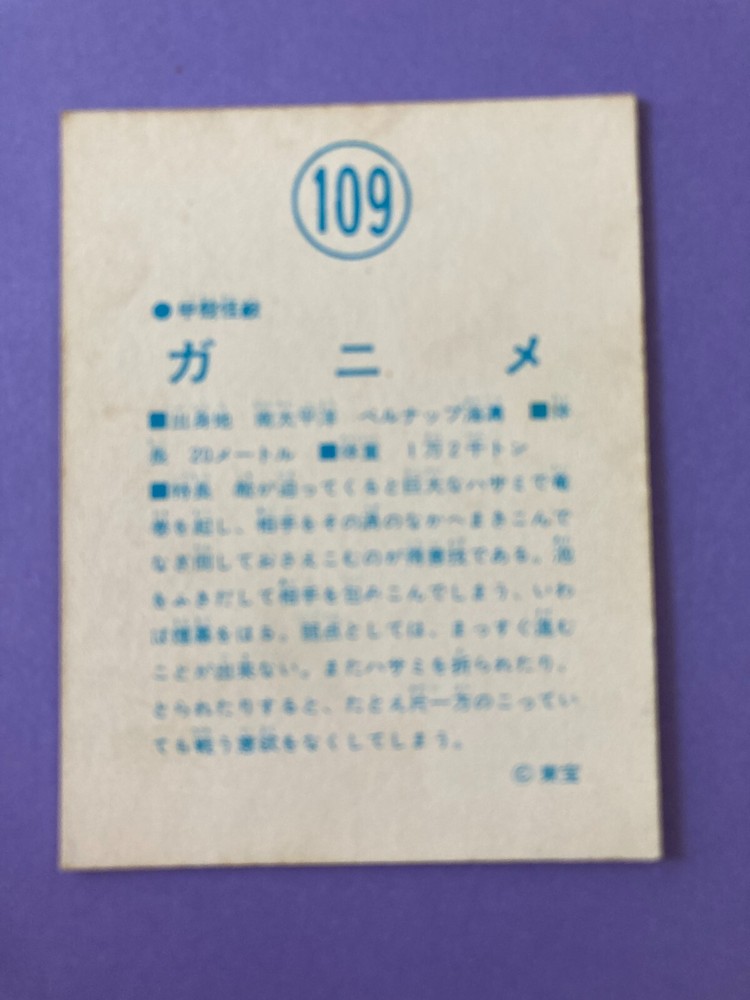 109
●甲殻怪獣
ガニメ
■出身地 南太平洋 ベルナップ海溝 ■体
長 20メートル ■体重 1万2千トン
■特長 敵が迫ってくると巨大なハサミで竜
巻を起し、相手をその渦のなかへまきこんで
なぎ倒しておさえこむのが得意技である。泡
をふきだして相手を包みこんでしまう、いわ
ば煙幕をはる。弱点としては、まっすぐ進む
ことが出来ない。またハサミを折られたり、
とられたりすると、たとえ片一方のこってい
ても戦う意識をなくしてしまう。
©東宝